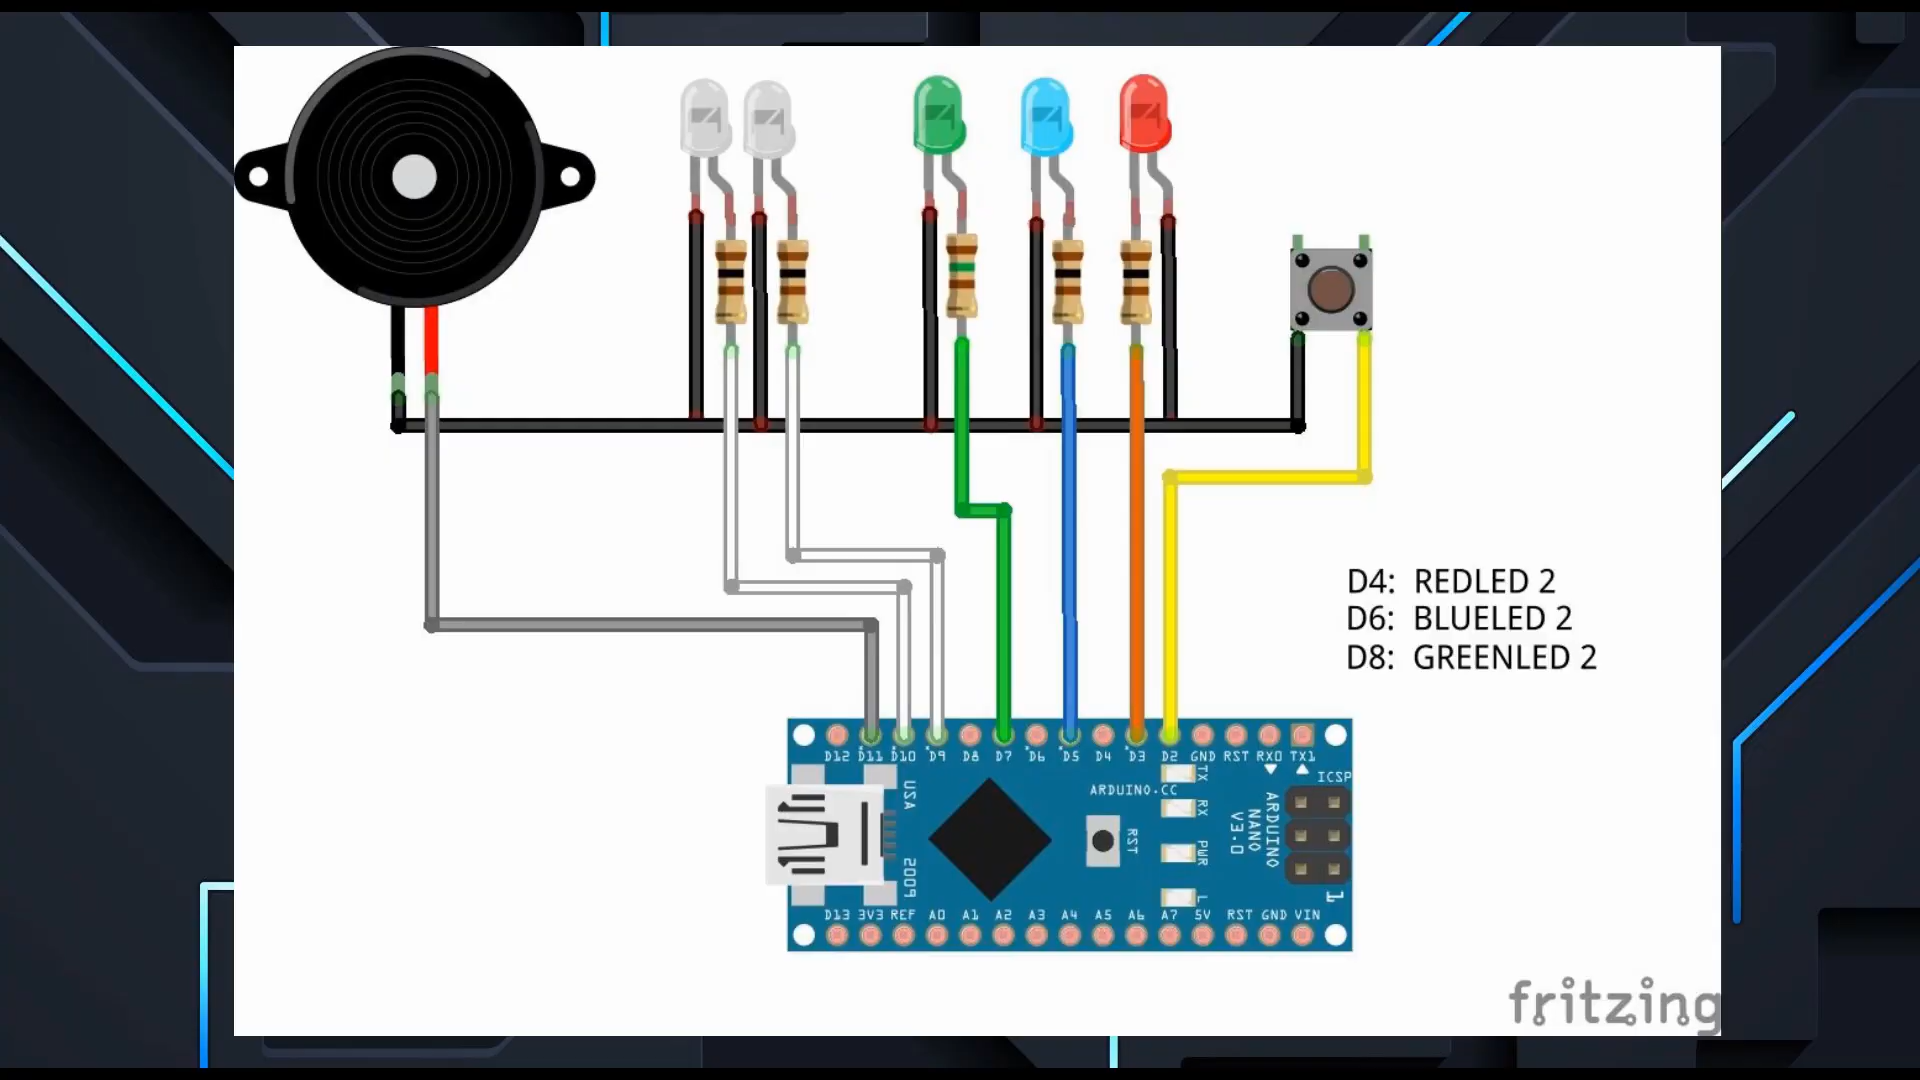 D4: REDLED 2
D6: BLUELED 2
D8: GREENLED 2
D12 D11 D10 D9 D8 D7 D6 D5 D4 D3 D2 GND RST RX0 TX1
ICSP
TX
ARDUINO.CC
RX
USA
ARDUINO
NANO
V3.0
RST
PWR
2009
L
1
D13 3V3 REF A0 A1 A2 A3 A4 A5 A6 A7 5V RST GND VIN
fritzing